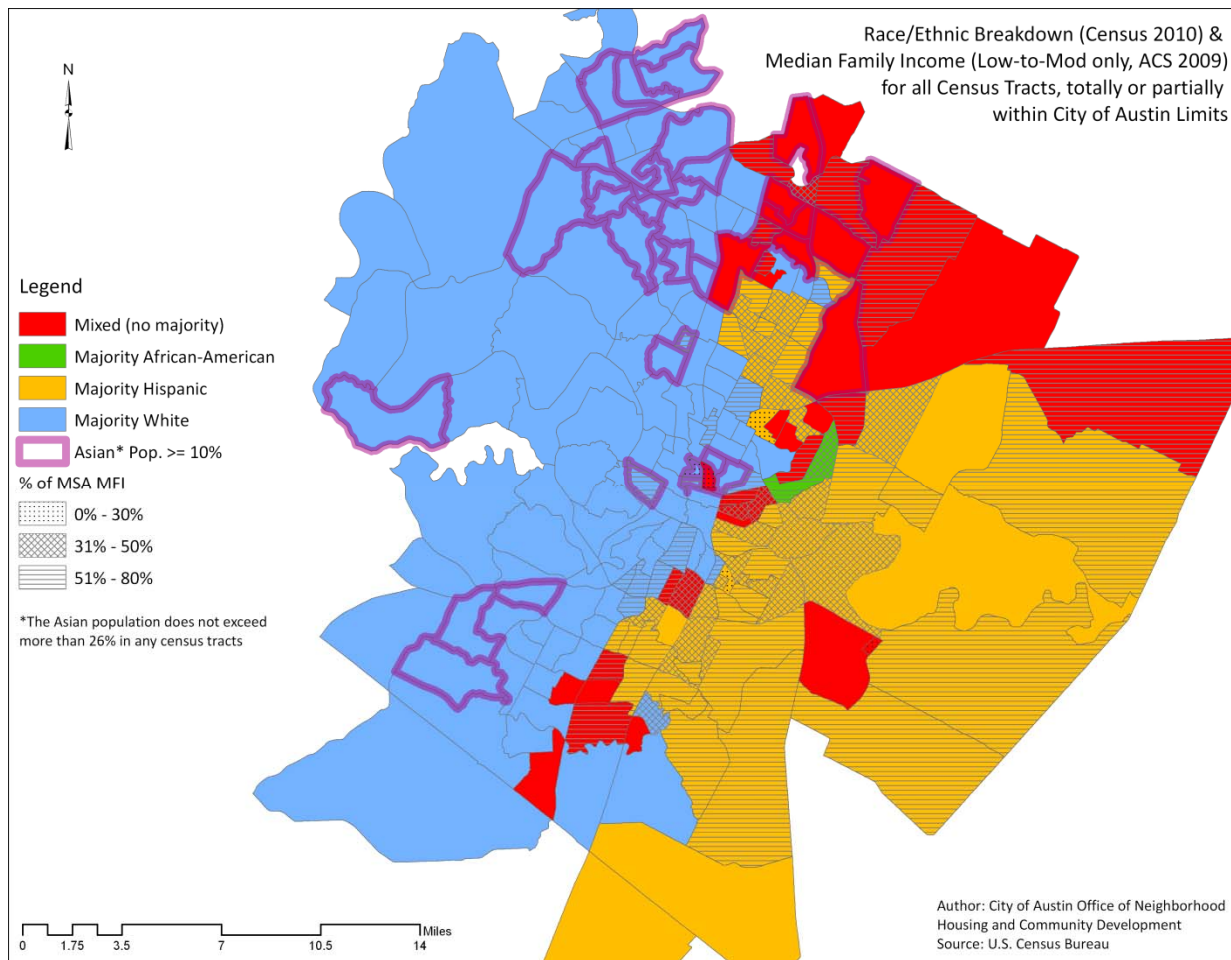 Race/Ethnic Breakdown (Census 2010) &
Median Family Income (Low-to-Mod only, ACS 2009)
for all Census Tracts, totally or partially
within City of Austin Limits
N
Legend
Mixed (no majority)
Majority African-American
Majority Hispanic
Majority White
Asian* Pop. >= 10%
% of MSA MFI
0% - 30%
31% - 50%
51% - 80%
*The Asian population does not exceed
more than 26% in any census tracts
Miles
0 1.75 3.5 7 10.5 14
Author: City of Austin Office of Neighborhood
Housing and Community Development
Source: U.S. Census Bureau